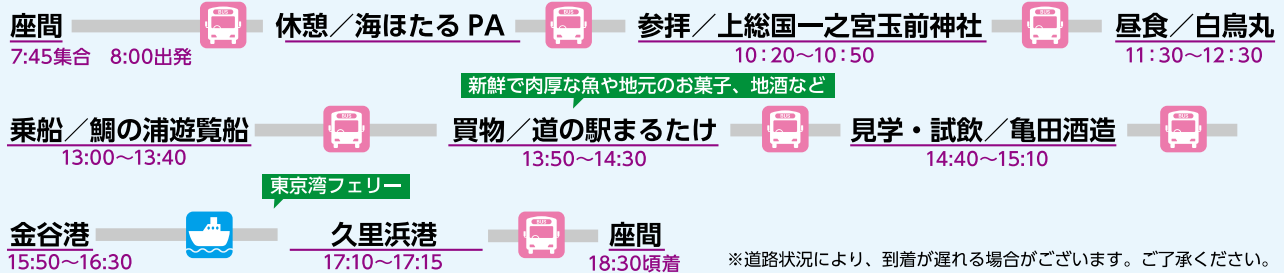 座間 休憩／海ほたるPA 参拝／上総国一之宮玉前神社 昼食／白鳥丸
7:45集合 8:00出発 10：20〜10：50 11：30〜12：30
新鮮で肉厚な魚や地元のお菓子、地酒など
乗船／鯛の浦遊覧船 買物／道の駅まるたけ 見学・試飲／亀田酒造
13:00〜13:40 13:50〜14:30 14:40〜15:10
東京湾フェリー
金谷港 久里浜港 座間
15:50〜16:30 17:10〜17:15 18:30頃着
※道路状況により、到着が遅れる場合がございます。ご了承ください。